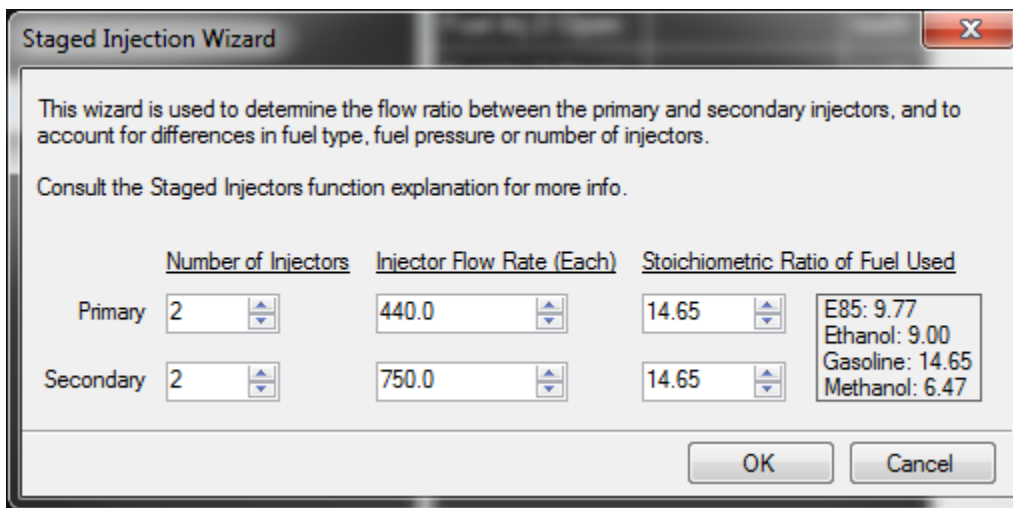 Staged Injection Wizard
This wizard is used to determine the flow ratio between the primary and secondary injectors, and to
account for differences in fuel type, fuel pressure or number of injectors.
Consult the Staged Injectors function explanation for more info.
Number of Injectors Injector Flow Rate (Each) Stoichiometric Ratio of Fuel Used
Primary 2 440.0 14.65
Secondary 2 750.0 14.65
E85: 9.77
Ethanol: 9.00
Gasoline: 14.65
Methanol: 6.47
OK Cancel